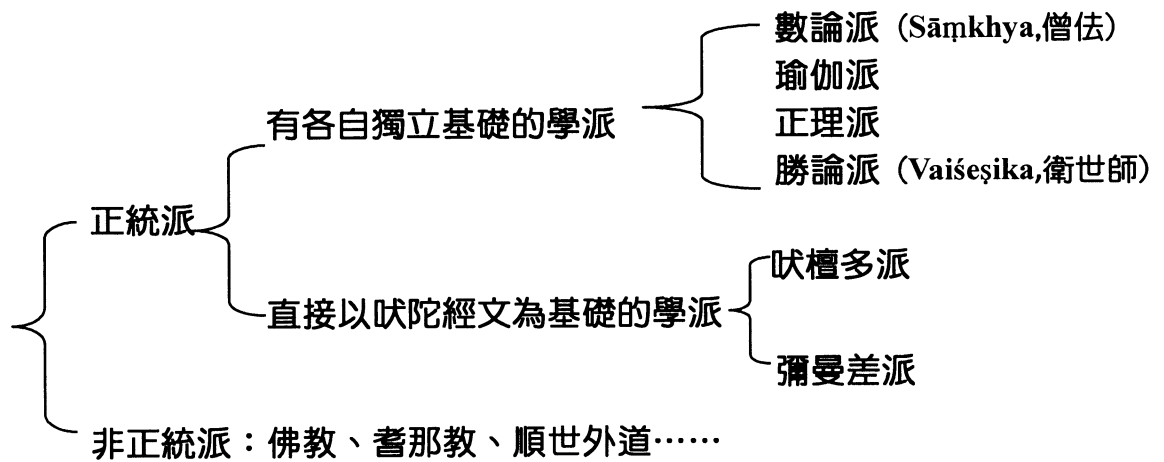 數論派（Sāṃkhya,僧佉）
瑜伽派
有各自獨立基礎的學派
正理派
勝論派（Vaiśeṣika,衛世師）
正統派
吠檀多派
直接以吠陀經文為基礎的學派
彌曼差派
非正統派：佛教、耆那教、順世外道……